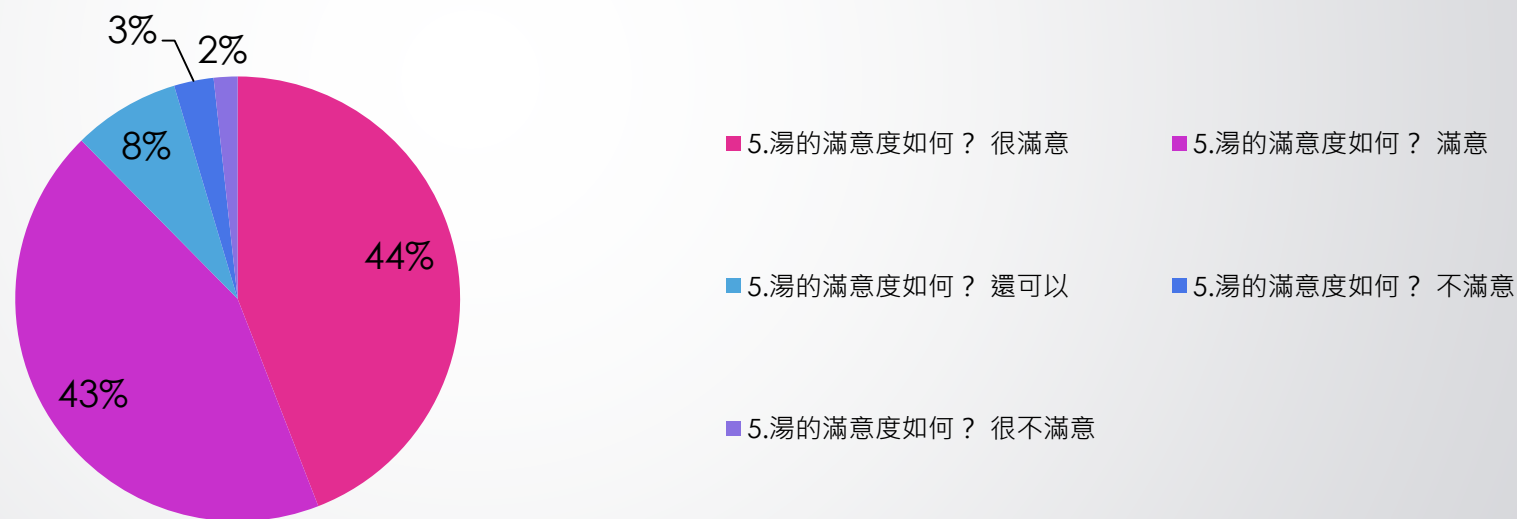 3%
2%
8%
44%
43%
5.湯的滿意度如何？ 很滿意
5.湯的滿意度如何？ 滿意
5.湯的滿意度如何？ 還可以
5.湯的滿意度如何？ 不滿意
5.湯的滿意度如何？ 很不滿意